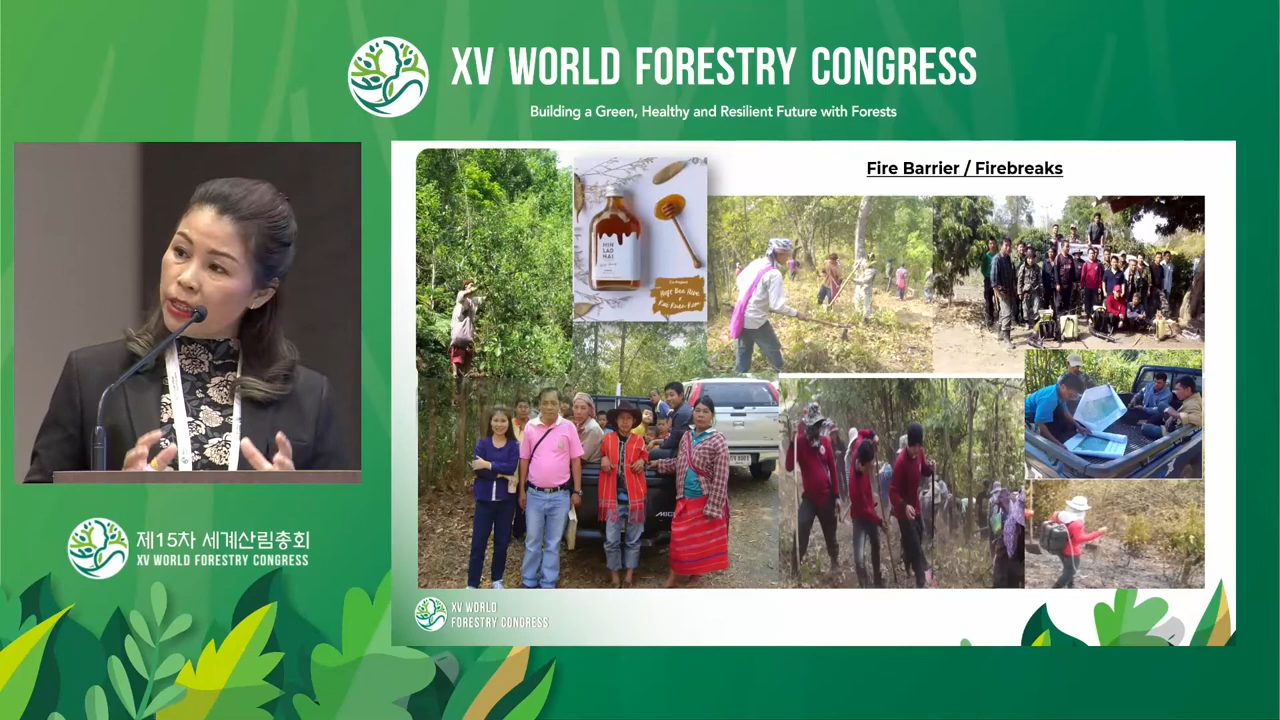 XV WORLD FORESTRY CONGRESS
Building a Green, Healthy and Resilient Future with Forests
Fire Barrier / Firebreaks
HIN
LAD
NAI
제15차 세계산림총회
XV WORLD FORESTRY CONGRESS
XV WORLD
FORESTRY CONGRESS